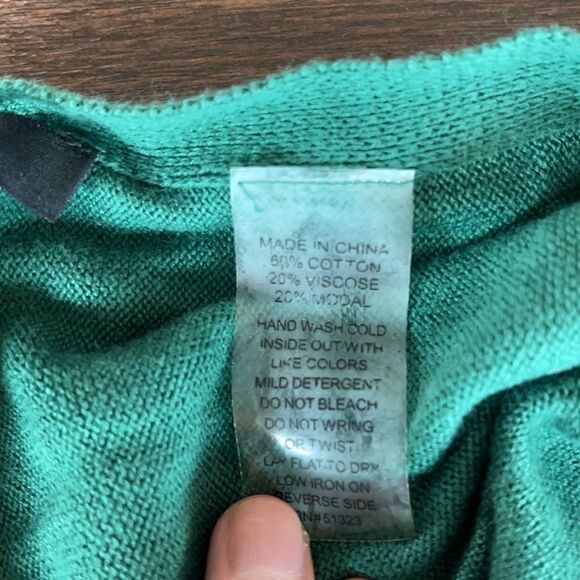 MADE IN CHINA
60% COTTON
20% VISCOSE
20% MODAL
HAND WASH COLD
INSIDE OUT WITH
LIKE COLORS
MILD DETERGENT
DO NOT BLEACH
DO NOT WRING
OR TWIST
LAY FLAT TO DRY
LOW IRON ON
REVERSE SIDE
RN#51323